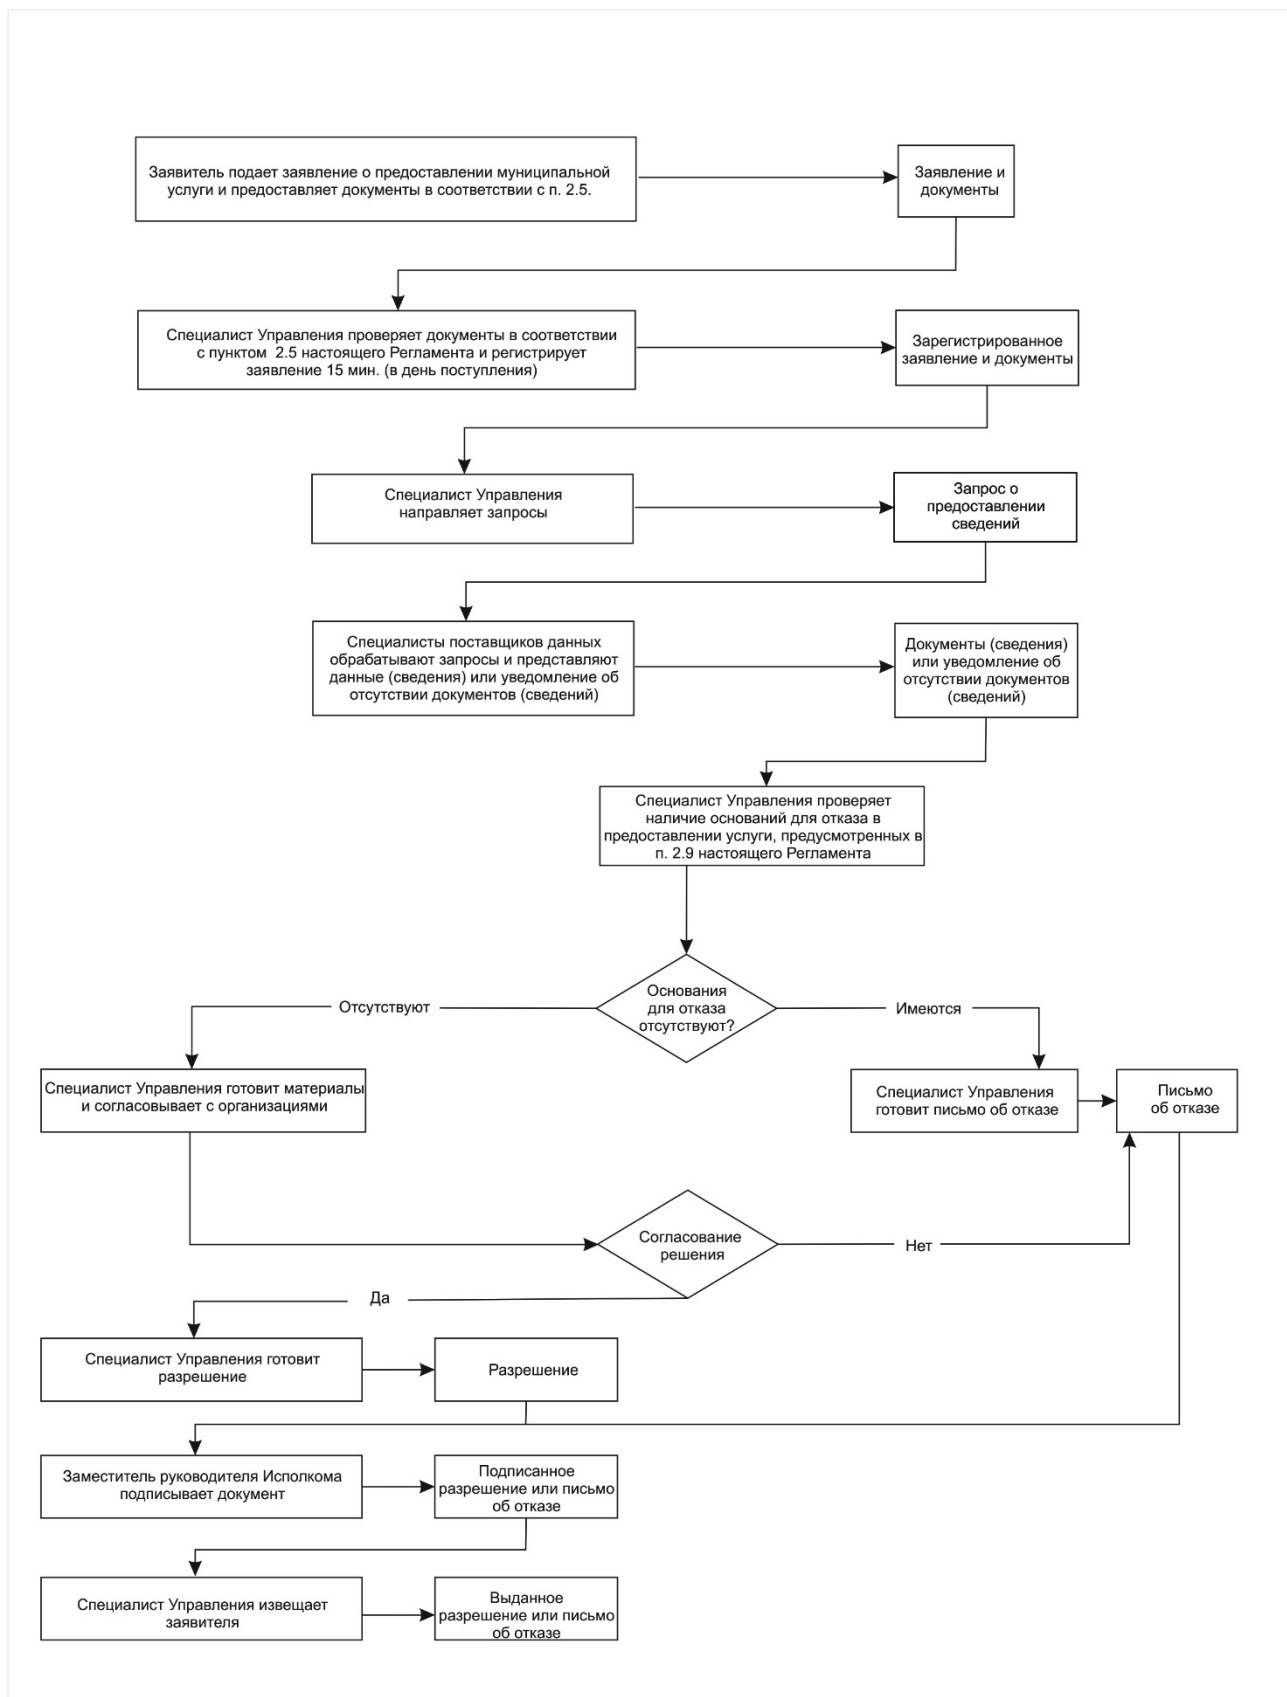 Заявитель подает заявление о предоставлении муниципальной
услуги и предоставляет документы в соответствии с п. 2.5.
Заявление и
документы
Специалист Управления проверяет документы в соответствии
с пунктом 2.5 настоящего Регламента и регистрирует
заявление 15 мин. (в день поступления)
Зарегистрированное
заявление и документы
Специалист Управления
направляет запросы
Запрос о
предоставлении
сведений
Специалисты поставщиков данных
обрабатывают запросы и представляют
данные (сведения) или уведомление об
отсутствии документов (сведений)
Документы (сведения)
или уведомление об
отсутствии документов
(сведений)
Специалист Управления проверяет
наличие оснований для отказа в
предоставлении услуги, предусмотренных в
п. 2.9 настоящего Регламента
Основания
для отказа
отсутствуют?
Отсутствуют
Имеются
Специалист Управления готовит материалы
и согласовывает с организациями
Специалист Управления
готовит письмо об отказе
Письмо
об отказе
Согласование
решения
Нет
Да
Специалист Управления готовит
разрешение
Разрешение
Заместитель руководителя Исполкома
подписывает документ
Подписанное
разрешение или письмо
об отказе
Специалист Управления извещает
заявителя
Выданное
разрешение или письмо
об отказе